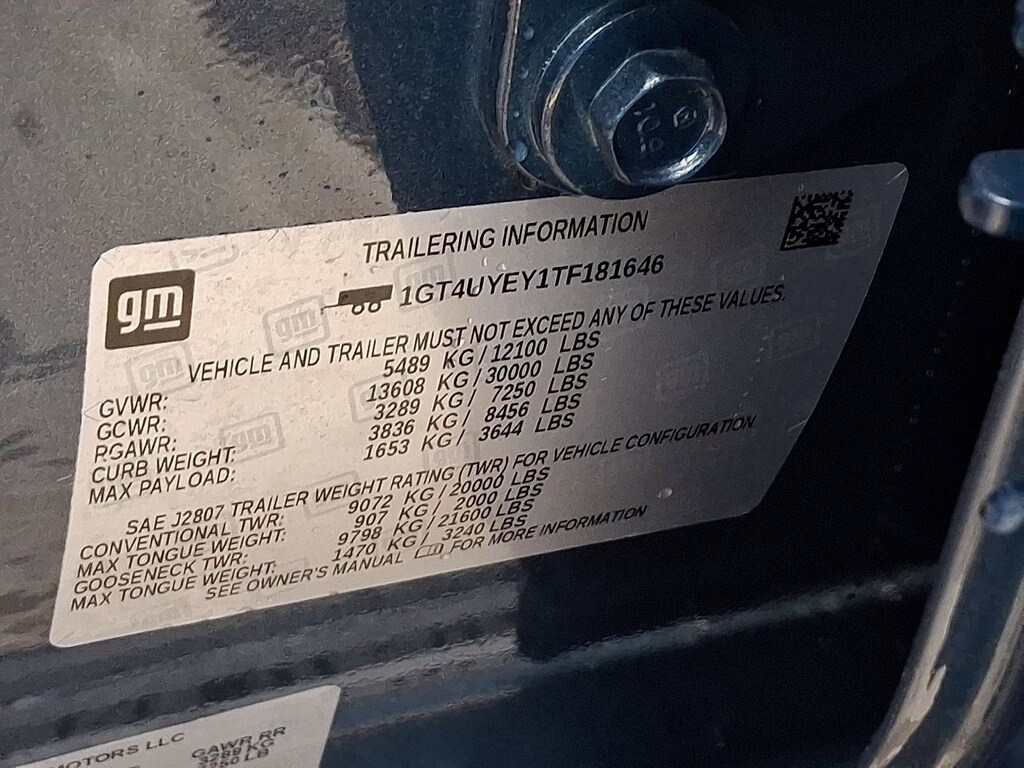 TRAILERING INFORMATION
gm
1GT4UYEY1TF181646
VEHICLE AND TRAILER MUST NOT EXCEED ANY OF THESE VALUES.
GVWR: 5489 KG/12100 LBS
GCWR: 13608 KG/30000 LBS
RGAWR: 3289 KG/ 7250 LBS
CURB WEIGHT: 3836 KG/ 8456 LBS
MAX PAYLOAD: 1653 KG/ 3644 LBS
SAE J2807 TRAILER WEIGHT RATING (TWR) FOR VEHICLE CONFIGURATION
CONVENTIONAL TWR: 9072 KG/20000 LBS
MAX TONGUE WEIGHT: 907 KG/ 2000 LBS
GOOSENECK TWR: 9798 KG/21600 LBS
MAX TONGUE WEIGHT: 1470 KG/ 3240 LBS
SEE OWNER'S MANUAL FOR MORE INFORMATION
MOTORS LLC
GAWR RR